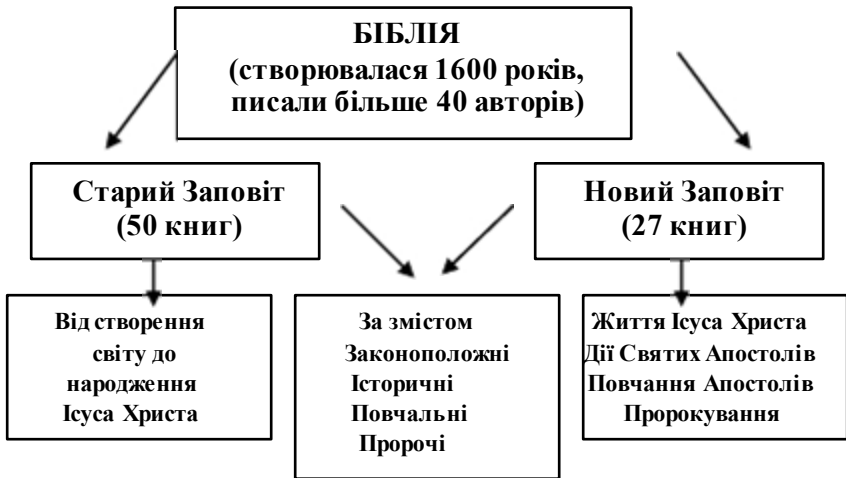 БІБЛІЯ
(створювалася 1600 років,
писали більше 40 авторів)
Старий Заповіт
(50 книг)
Новий Заповіт
(27 книг)
Від створення
світу до
народження
Ісуса Христа
За змістом
Законоположні
Історичні
Повчальні
Пророчі
Життя Ісуса Христа
Дії Святих Апостолів
Повчання Апостолів
Пророкування